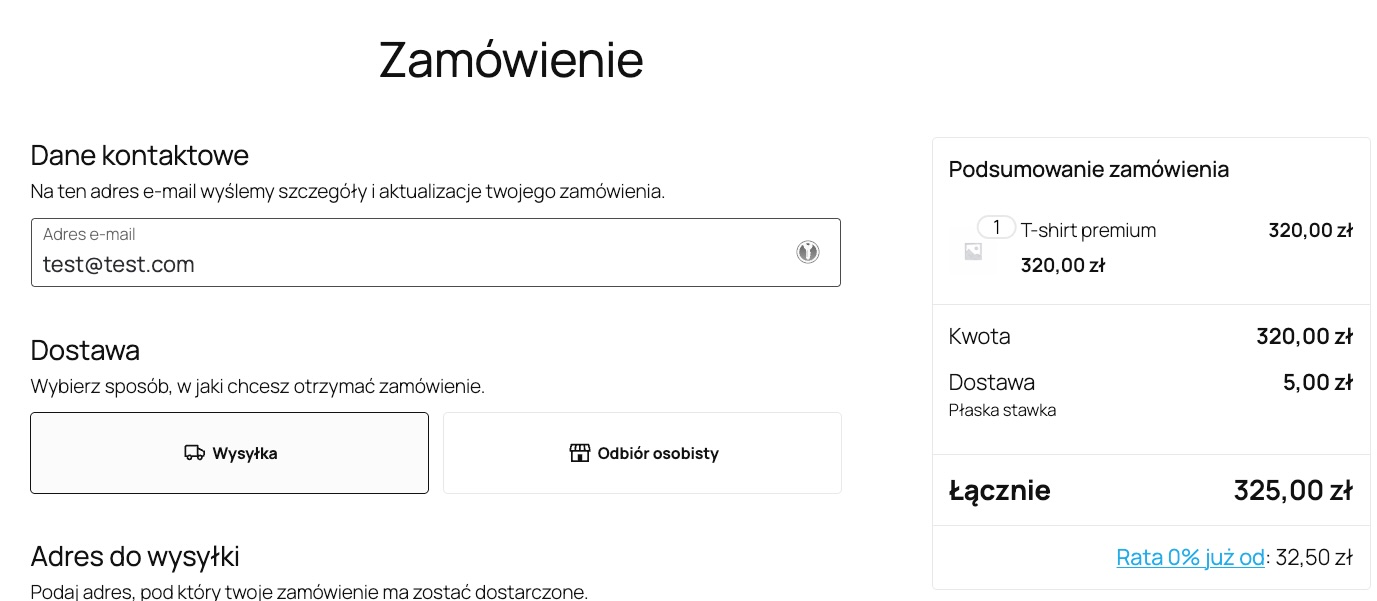 Zamówienie
Dane kontaktowe
Na ten adres e-mail wyślemy szczegóły i aktualizacje twojego zamówienia.
Adres e-mail
test@test.com
Dostawa
Wybierz sposób, w jaki chcesz otrzymać zamówienie.
Wysyłka
Odbiór osobisty
Adres do wysyłki
Podaj adres, pod który twoje zamówienie ma zostać dostarczone.
Podsumowanie zamówienia
1 T-shirt premium 320,00 zł
320,00 zł
Kwota 320,00 zł
Dostawa 5,00 zł
Płaska stawka
Łącznie 325,00 zł
Rata 0% już od: 32,50 zł